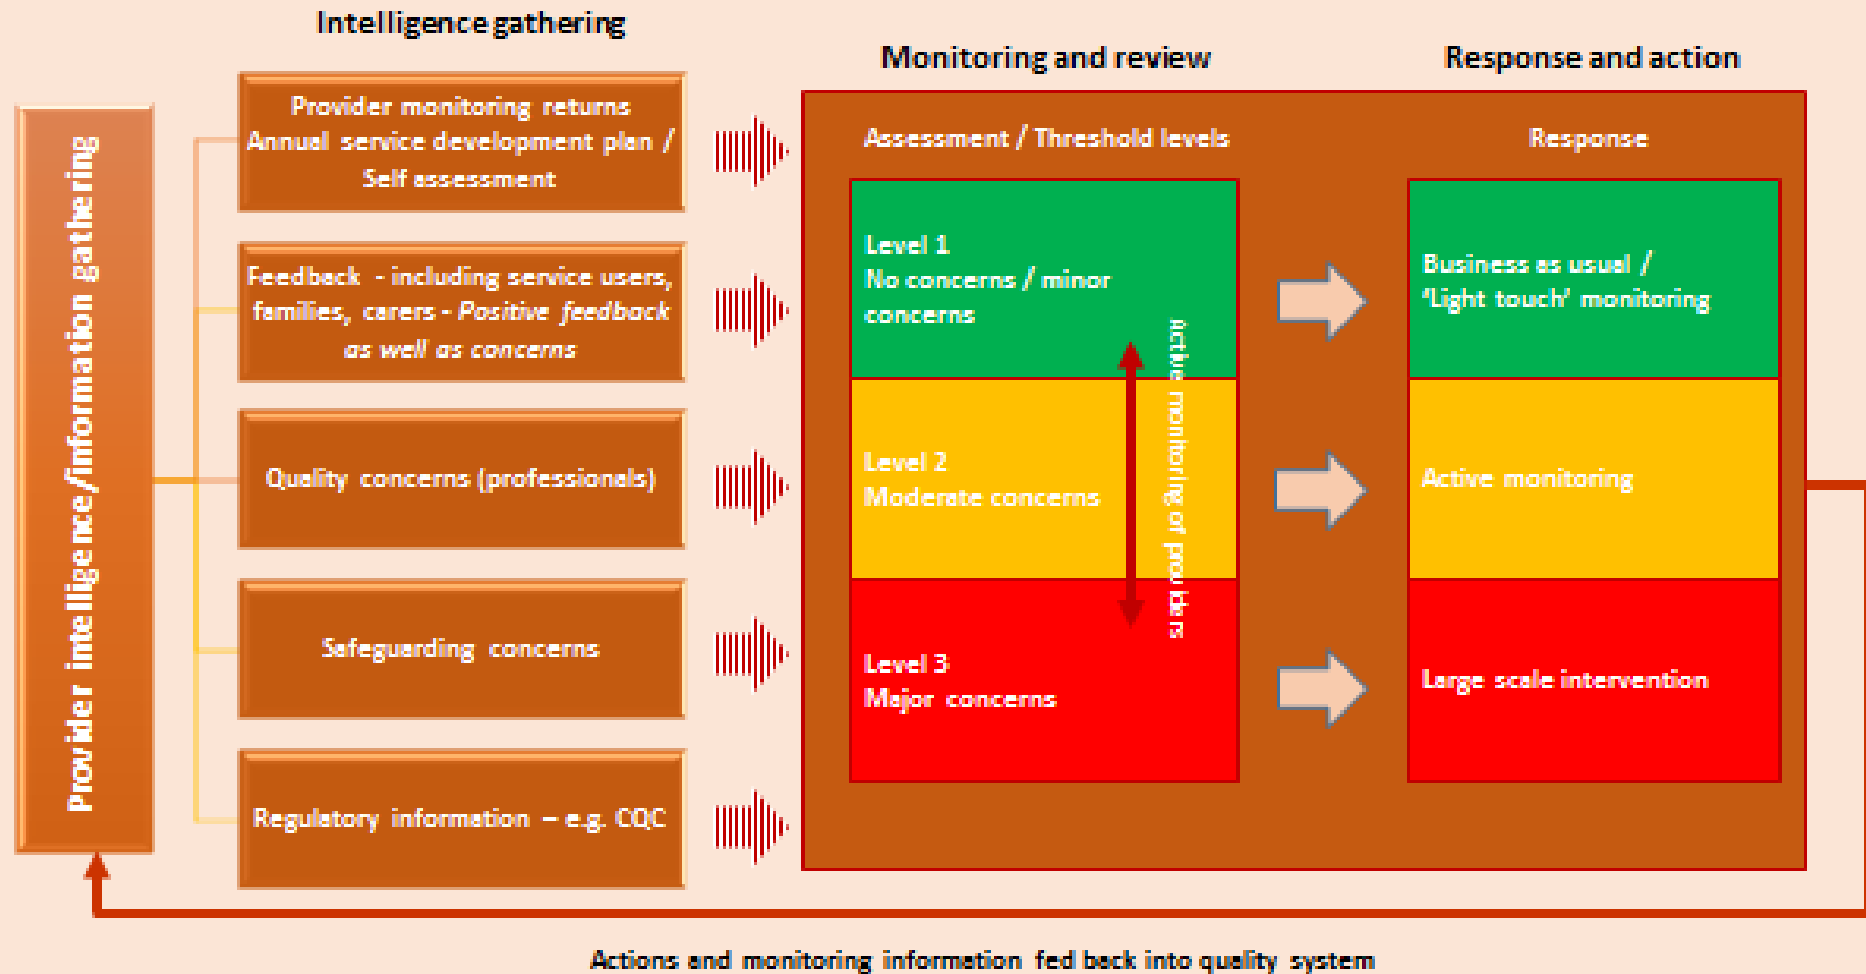 Intelligence gathering
Monitoring and review
Response and action
Provider intelligence/information gathering
Provider monitoring returns
Annual service development plan /
Self assessment
Feedback - including service users,
families, carers - Positive feedback
as well as concerns
Quality concerns (professionals)
Safeguarding concerns
Regulatory information – e.g. CQC
Assessment / Threshold levels
Level 1
No concerns / minor
concerns
Level 2
Moderate concerns
Level 3
Major concerns
active monitoring of providers
Response
Business as usual /
‘Light touch’ monitoring
Active monitoring
Large scale intervention
Actions and monitoring information fed back into quality system